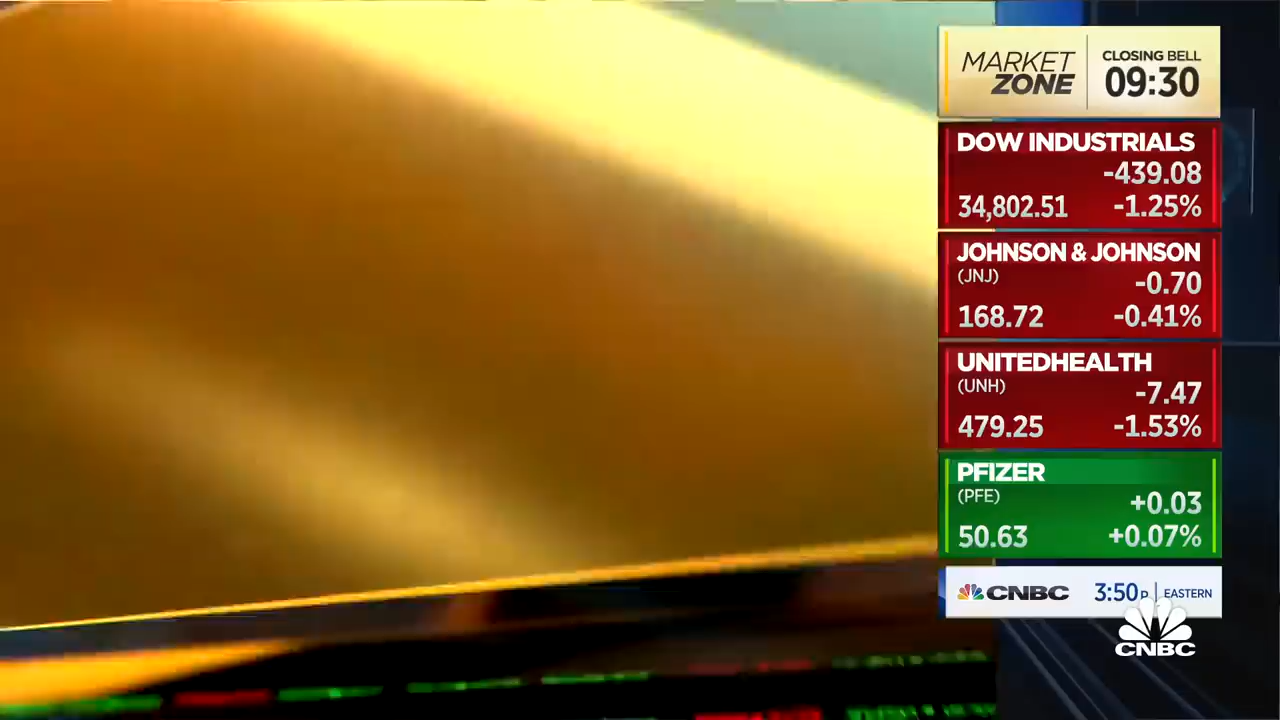 MARKET
ZONE
CLOSING BELL
09:30
DOW INDUSTRIALS
-439.08
34,802.51 -1.25%
JOHNSON & JOHNSON
(JNJ) -0.70
168.72 -0.41%
UNITEDHEALTH
(UNH) -7.47
479.25 -1.53%
PFIZER
(PFE) +0.03
50.63 +0.07%
CNBC 3:50P EASTERN
CNBC